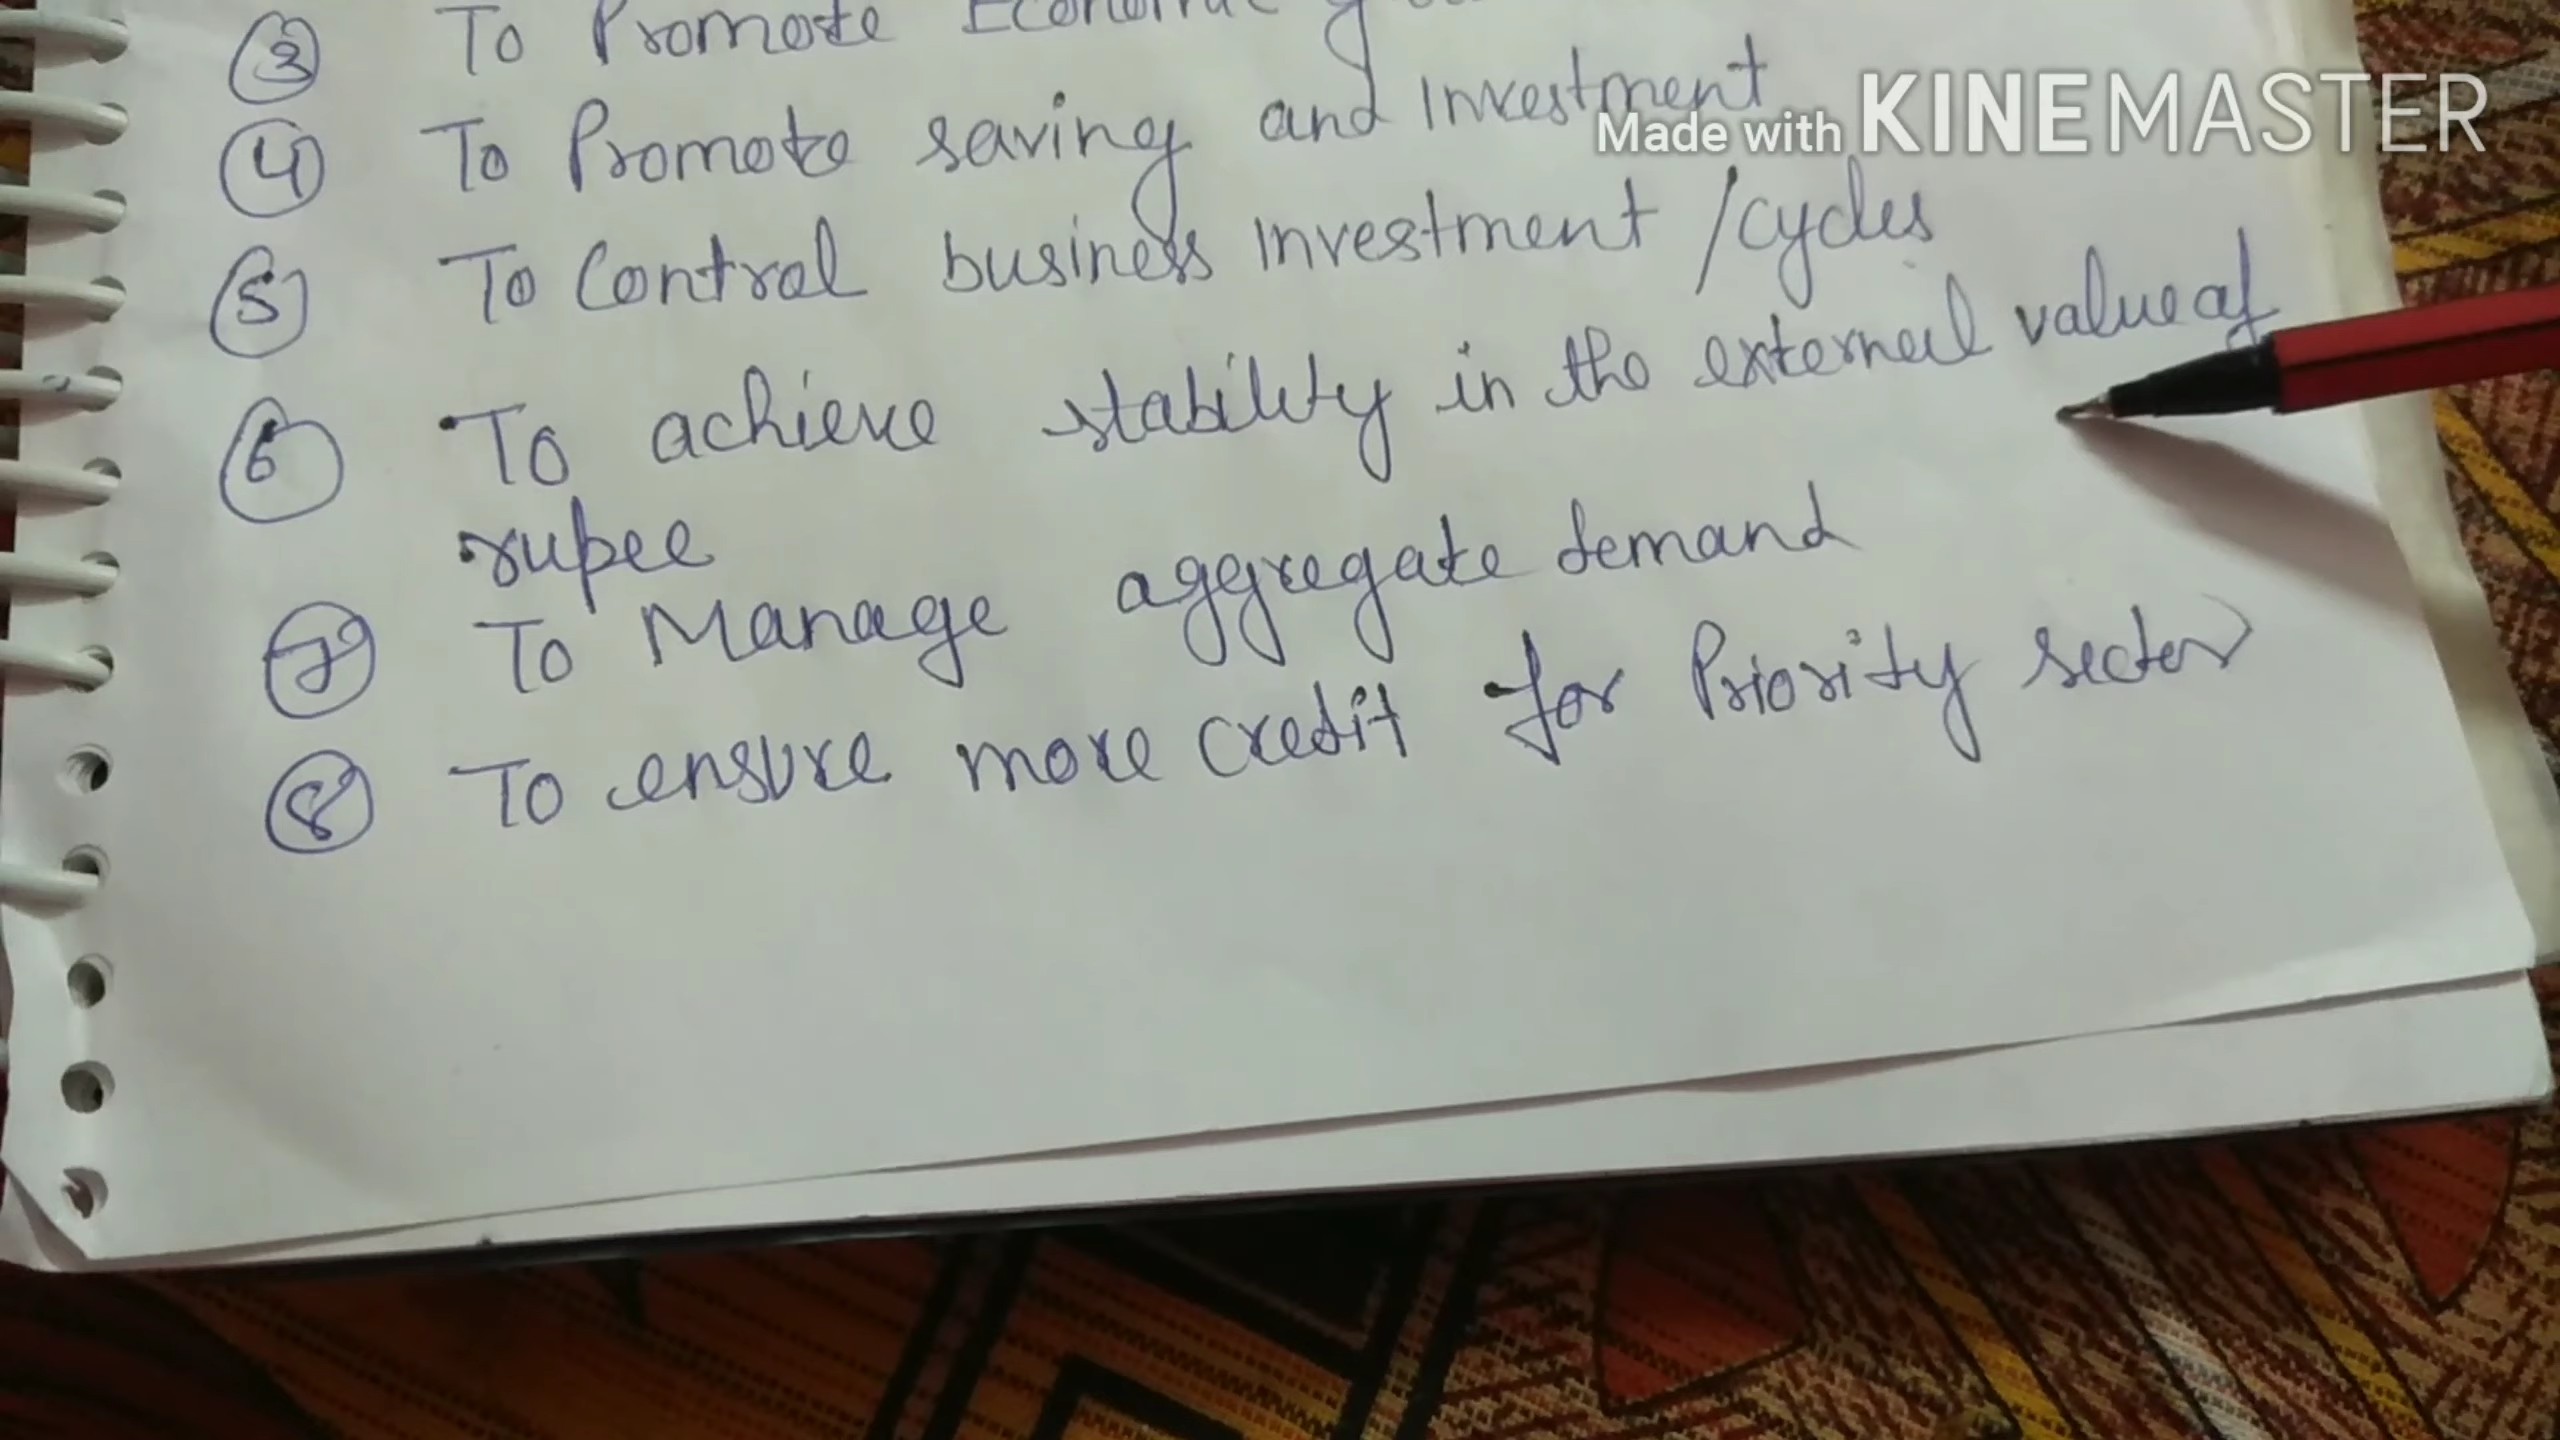 ③ To Promote Economic
④ To Promote saving and Investment
Made with KINEMASTER
⑤ To Control business investment /cycles
⑥ To achieve stability in the external value of
rupee
⑦ To Manage aggregate demand
⑧ To ensure more credit for Priority sector